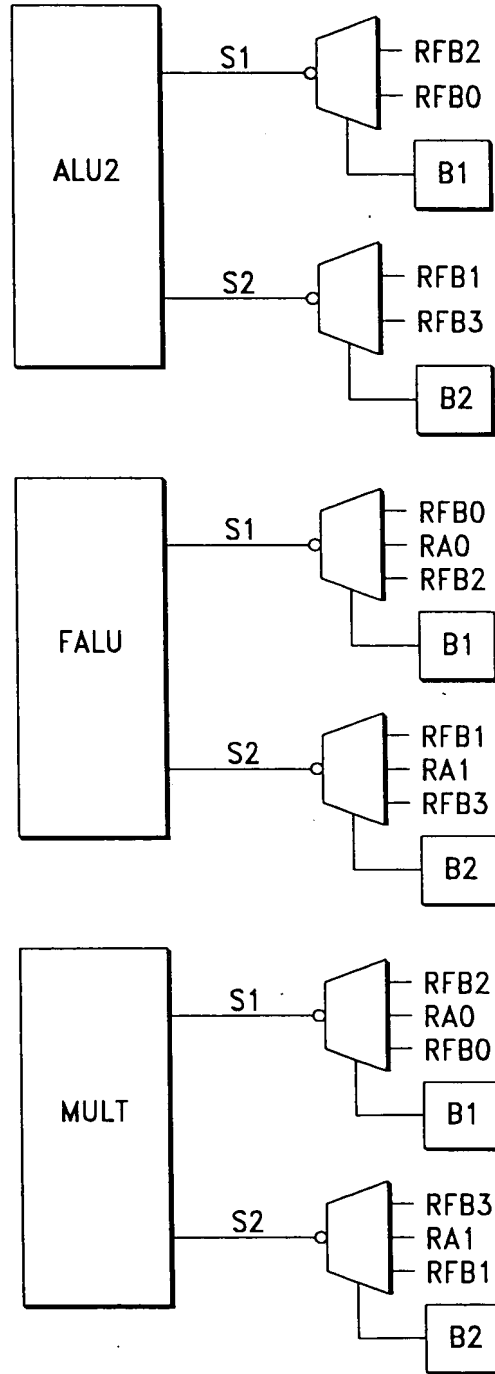 S1
RFB2
RFB0
ALU2
B1
S2
RFB1
RFB3
B2
S1
RFB0
RA0
RFB2
FALU
B1
S2
RFB1
RA1
RFB3
B2
S1
RFB2
RA0
RFB0
MULT
B1
S2
RFB3
RA1
RFB1
B2